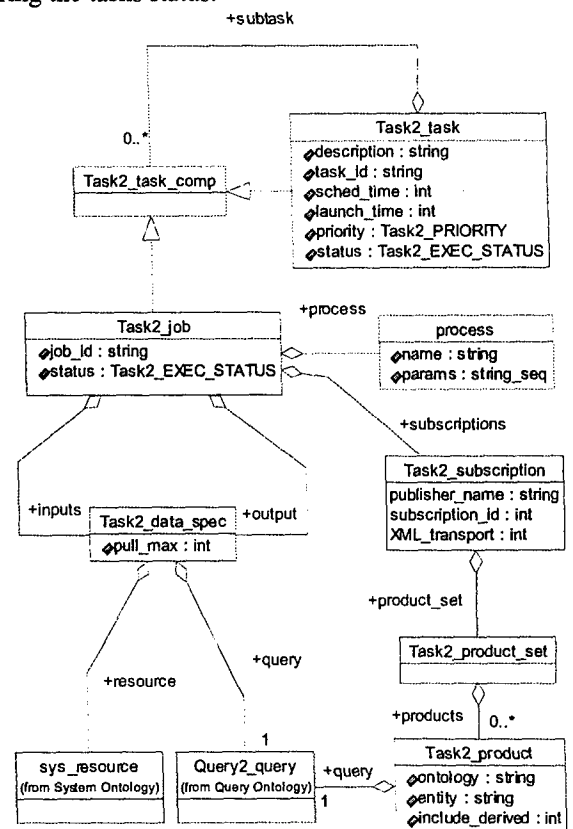 +subtask
0..*
Task2_task
description : string
task_id : string
sched_time : int
launch_time : int
priority : Task2_PRIORITY
status : Task2_EXEC_STATUS
Task2_task_comp
+process
Task2_job
job_id : string
status : Task2_EXEC_STATUS
process
name : string
params : string_seq
+subscriptions
Task2_subscription
publisher_name : string
subscription_id : int
XML_transport : int
+inputs
Task2_data_spec
pull_max : int
+output
+product_set
Task2_product_set
+resource
+query
+products
0..*
1
sys_resource
(from System Ontology)
Query2_query
(from Query Ontology)
+query
1
Task2_product
ontology : string
entity : string
include_derived : int